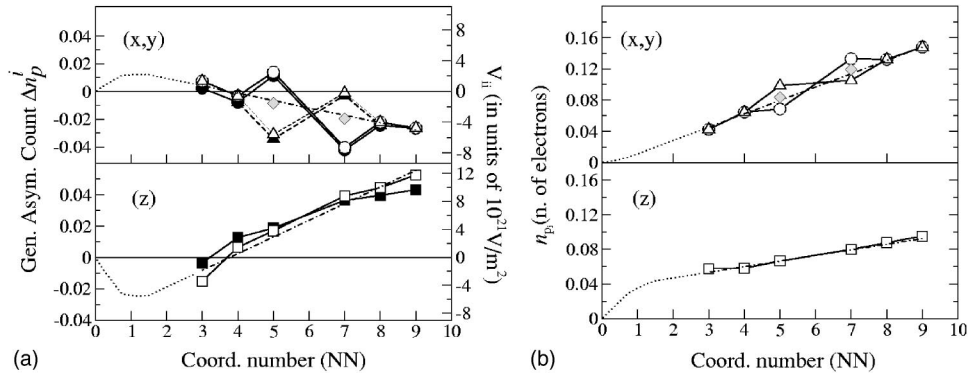 (x,y)
0.04
0.02
0
-0.02
-0.04
8
4
0
-4
-8
(z)
0.04
0.02
0
-0.02
-0.04
12
8
4
0
-4
-8
0 1 2 3 4 5 6 7 8 9 10
Gen. Asym. Count Δnᵢₚ
V_ii (in units of 10^21 V/m^2)
(a) Coord. number (NN)
(x,y)
0.16
0.12
0.08
0.04
0
(z)
0.16
0.12
0.08
0.04
0
0 1 2 3 4 5 6 7 8 9 10
n_pi (n. of electrons)
(b) Coord. number (NN)